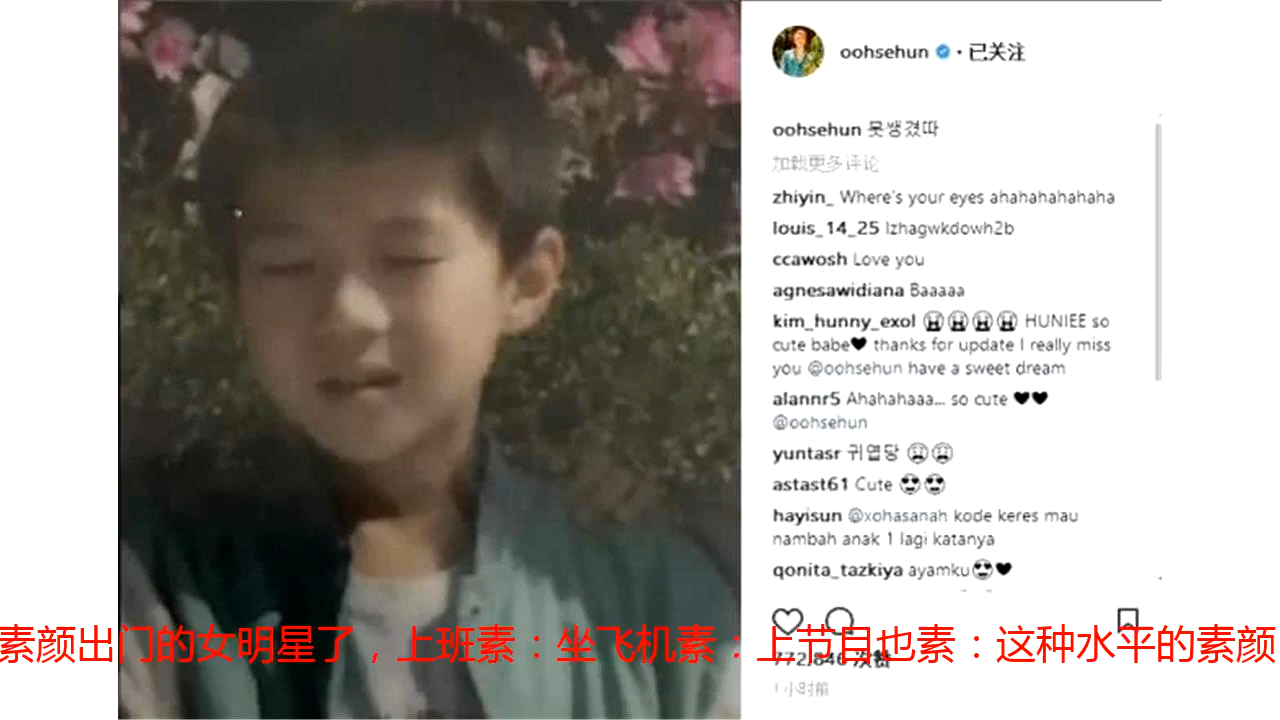 oohsehun • 已关注
oohsehun 못생겼따
加载更多评论
zhiyin_ Where's your eyes ahahahahahaha
louis_14_25 lzhagwkdowh2b
ccawosh Love you
agnesawidiana Baaaaa
kim_hunny_exol 😭😭😭😭 HUNIEE so
cute babe♥ thanks for update I really miss
you @oohsehun have a sweet dream
alannr5 Ahahahaaa... so cute ♥♥
@oohsehun
yuntasr 귀엽당 😩😩
astast61 Cute 😍😍
hayisun @xohasanah kode keres mau
nambah anak 1 lagi katanya
qonita_tazkiya ayamku😍♥
素颜出门的女明星了，上班素：坐飞机素：上节目也素：这种水平的素颜
772,846 次赞
1小时前